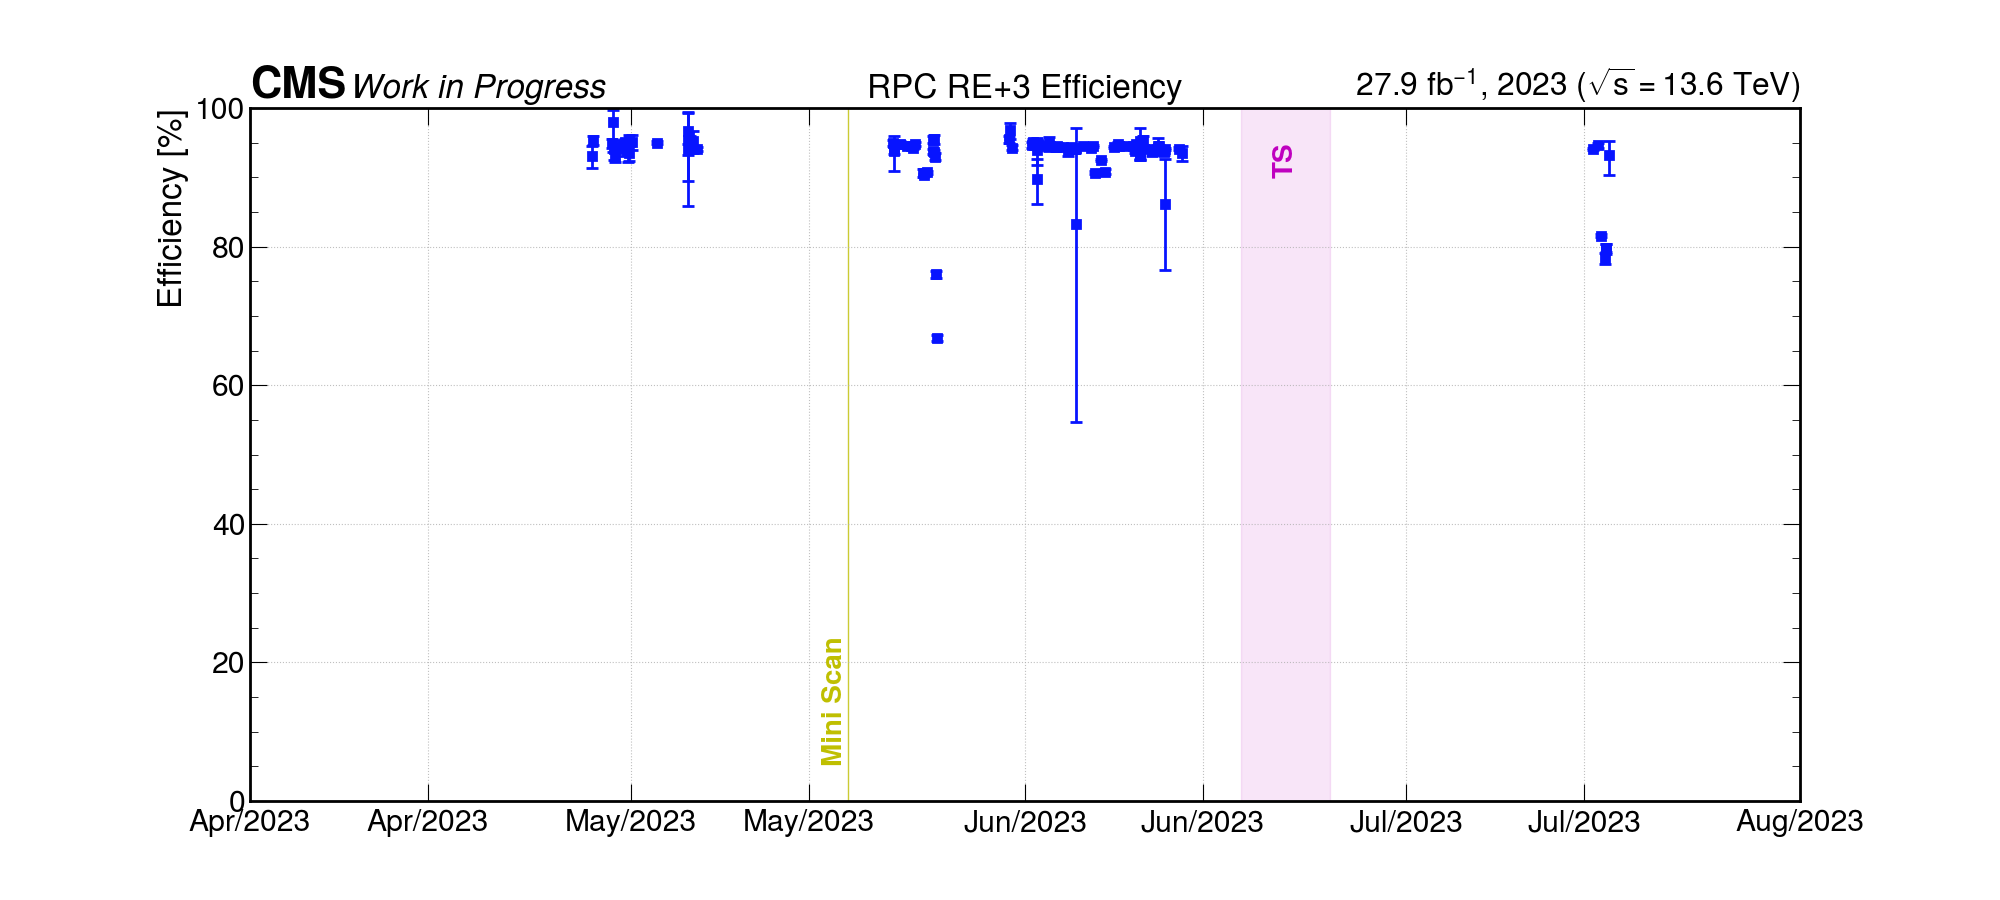 CMS Work in Progress RPC RE+3 Efficiency 27.9 fb⁻¹, 2023 (√s = 13.6 TeV)
Efficiency [%]
100
80
60
40
20
0
TS
Mini Scan
Apr/2023 Apr/2023 May/2023 May/2023 Jun/2023 Jun/2023 Jul/2023 Jul/2023 Aug/2023